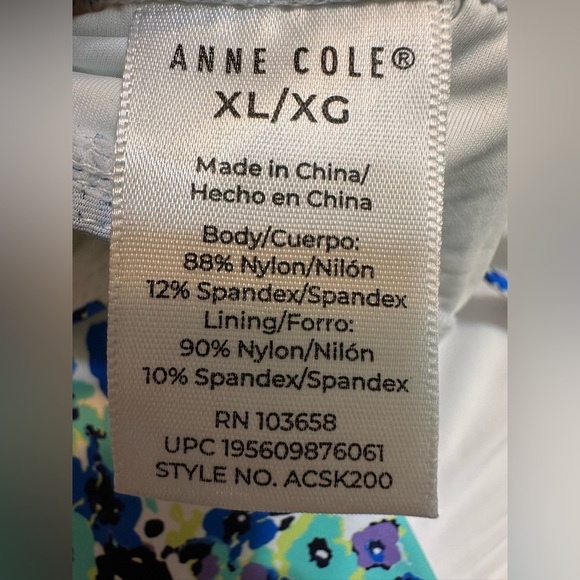 ANNE COLE®
XL/XG
Made in China/
Hecho en China
Body/Cuerpo:
88% Nylon/Nilón
12% Spandex/Spandex
Lining/Forro:
90% Nylon/Nilón
10% Spandex/Spandex
RN 103658
UPC 195609876061
STYLE NO. ACSK200